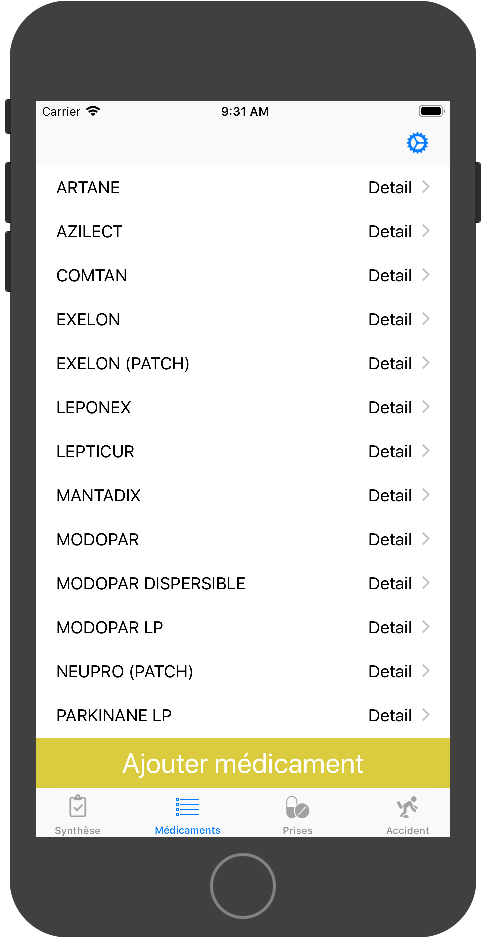 Carrier 9:31 AM
ARTANE Detail
AZILECT Detail
COMTAN Detail
EXELON Detail
EXELON (PATCH) Detail
LEPONEX Detail
LEPTICUR Detail
MANTADIX Detail
MODOPAR Detail
MODOPAR DISPERSIBLE Detail
MODOPAR LP Detail
NEUPRO (PATCH) Detail
PARKINANE LP Detail
Ajouter médicament
Synthèse Médicaments Prises Accident